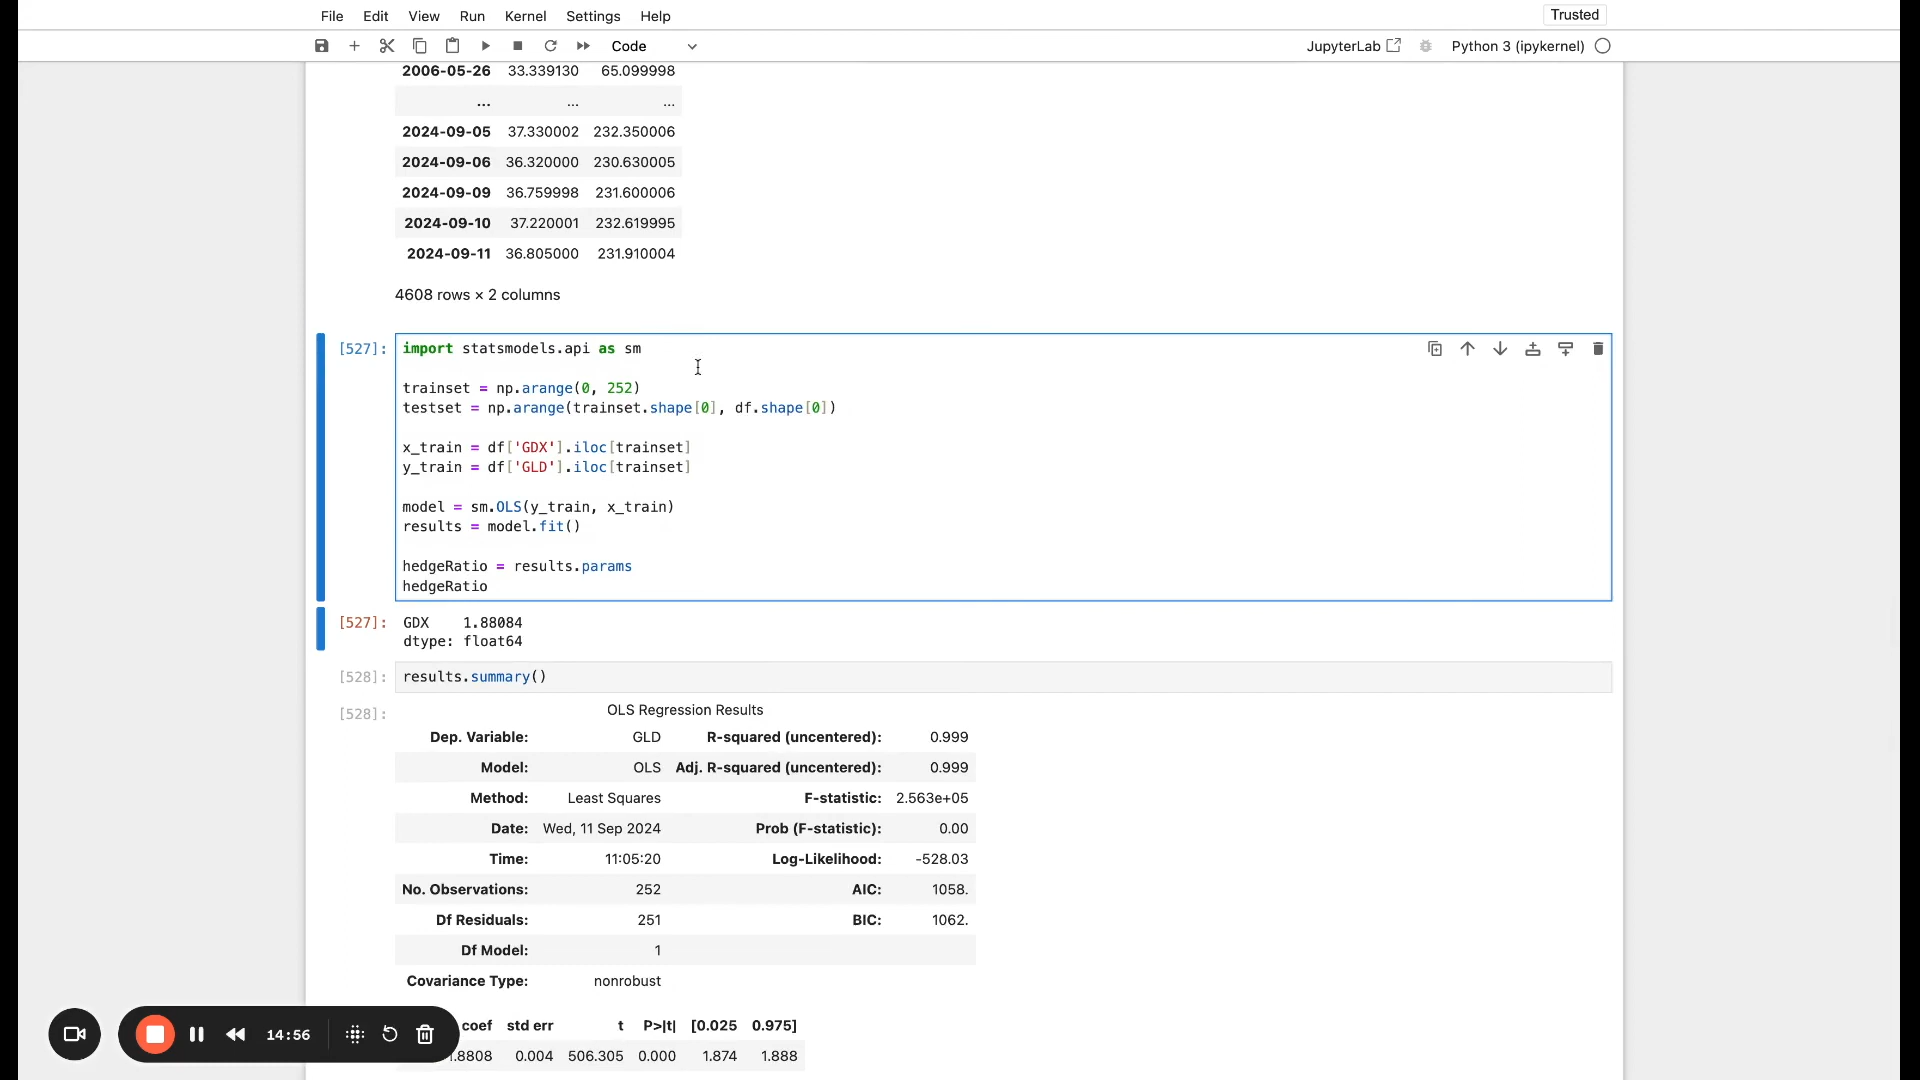 File Edit View Run Kernel Settings Help Trusted
Code JupyterLab Python 3 (ipykernel)
2006-05-26 33.339130 65.099998
... ... ...
2024-09-05 37.330002 232.350006
2024-09-06 36.320000 230.630005
2024-09-09 36.759998 231.600006
2024-09-10 37.220001 232.619995
2024-09-11 36.805000 231.910004
4608 rows × 2 columns
[527]: import statsmodels.api as sm
trainset = np.arange(0, 252)
testset = np.arange(trainset.shape[0], df.shape[0])
x_train = df['GDX'].iloc[trainset]
y_train = df['GLD'].iloc[trainset]
model = sm.OLS(y_train, x_train)
results = model.fit()
hedgeRatio = results.params
hedgeRatio
[527]: GDX 1.88084
dtype: float64
[528]: results.summary()
[528]: OLS Regression Results
Dep. Variable: GLD R-squared (uncentered): 0.999
Model: OLS Adj. R-squared (uncentered): 0.999
Method: Least Squares F-statistic: 2.563e+05
Date: Wed, 11 Sep 2024 Prob (F-statistic): 0.00
Time: 11:05:20 Log-Likelihood: -528.03
No. Observations: 252 AIC: 1058.
Df Residuals: 251 BIC: 1062.
Df Model: 1
Covariance Type: nonrobust
coef std err t P>|t| [0.025 0.975]
.8808 0.004 506.305 0.000 1.874 1.888
14:56